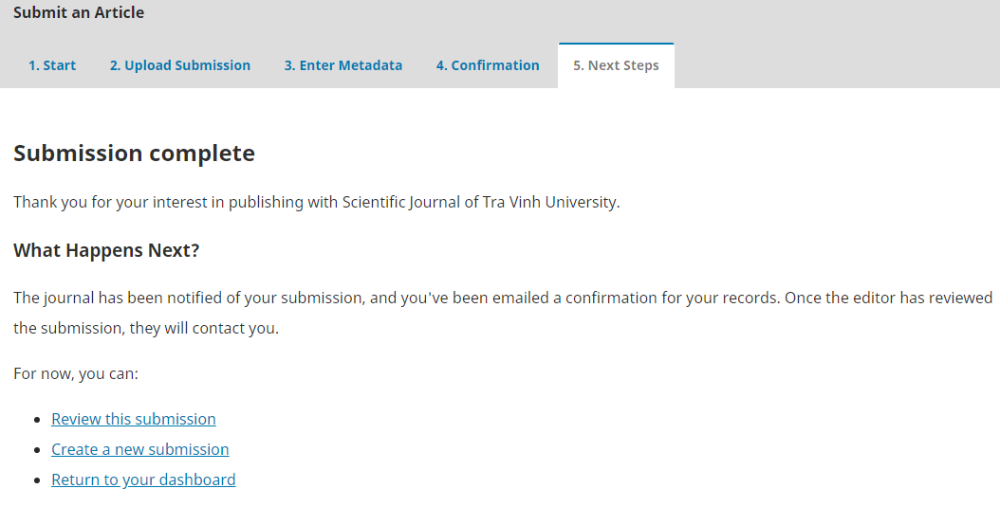 Submit an Article
1. Start 2. Upload Submission 3. Enter Metadata 4. Confirmation 5. Next Steps
Submission complete
Thank you for your interest in publishing with Scientific Journal of Tra Vinh University.
What Happens Next?
The journal has been notified of your submission, and you've been emailed a confirmation for your records. Once the editor has reviewed
the submission, they will contact you.
For now, you can:
• Review this submission
• Create a new submission
• Return to your dashboard